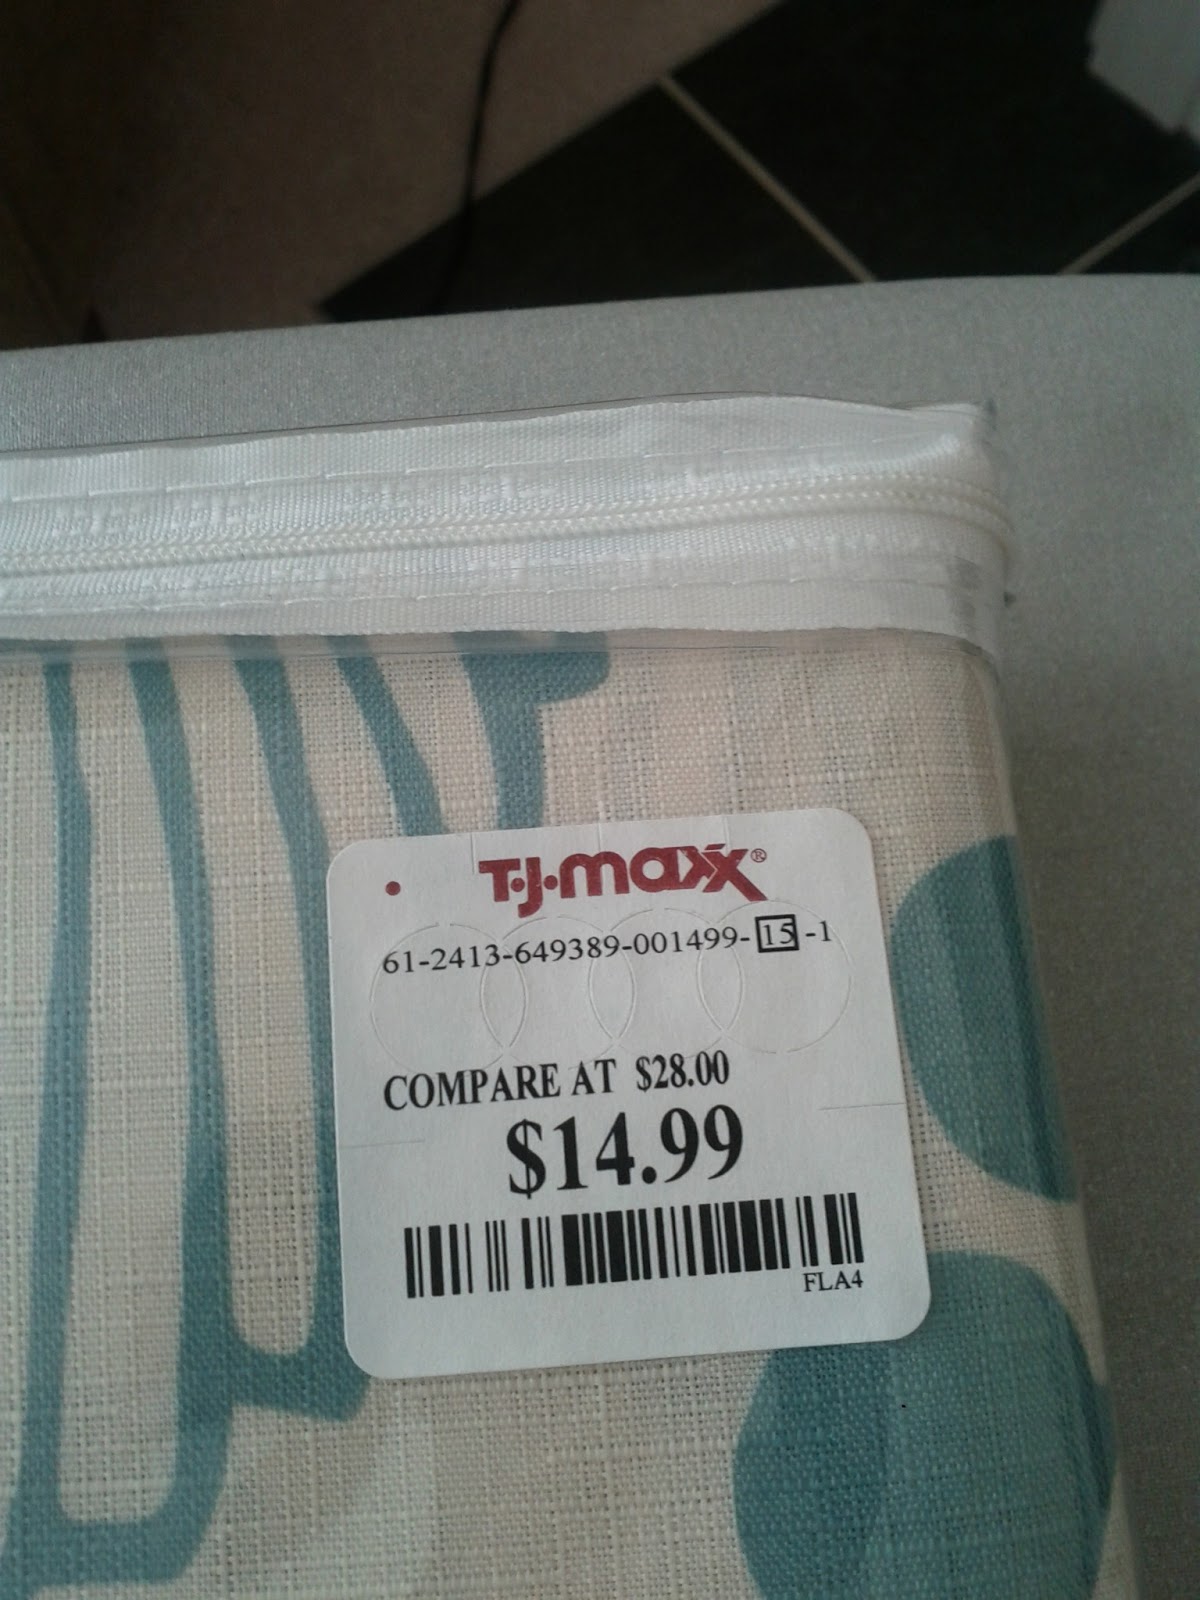 T·J·maxx®
61-2413-649389-001499-15-1
COMPARE AT $28.00
$14.99
FLA4